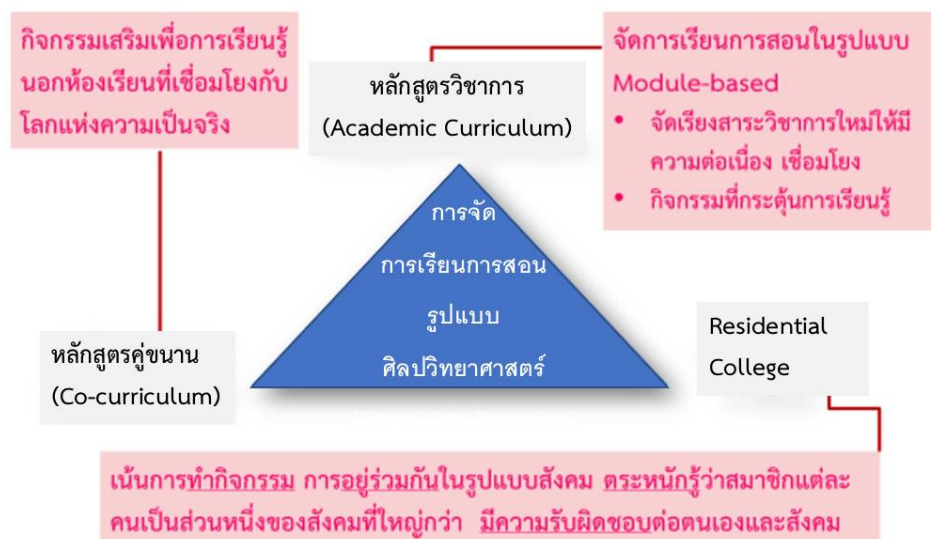 กิจกรรมเสริมเพื่อการเรียนรู้
นอกห้องเรียนที่เชื่อมโยงกับ
โลกแห่งความเป็นจริง
หลักสูตรวิชาการ
(Academic Curriculum)
จัดการเรียนการสอนในรูปแบบ
Module-based
• จัดเรียงสาระวิชาการใหม่ให้มี
ความต่อเนื่อง เชื่อมโยง
• กิจกรรมที่กระตุ้นการเรียนรู้
การจัด
การเรียนการสอน
รูปแบบ
ศิลปวิทยาศาสตร์
หลักสูตรคู่ขนาน
(Co-curriculum)
Residential
College
เน้นการทำกิจกรรม การอยู่ร่วมกันในรูปแบบสังคม ตระหนักรู้ว่าสมาชิกแต่ละ
คนเป็นส่วนหนึ่งของสังคมที่ใหญ่กว่า มีความรับผิดชอบต่อตนเองและสังคม